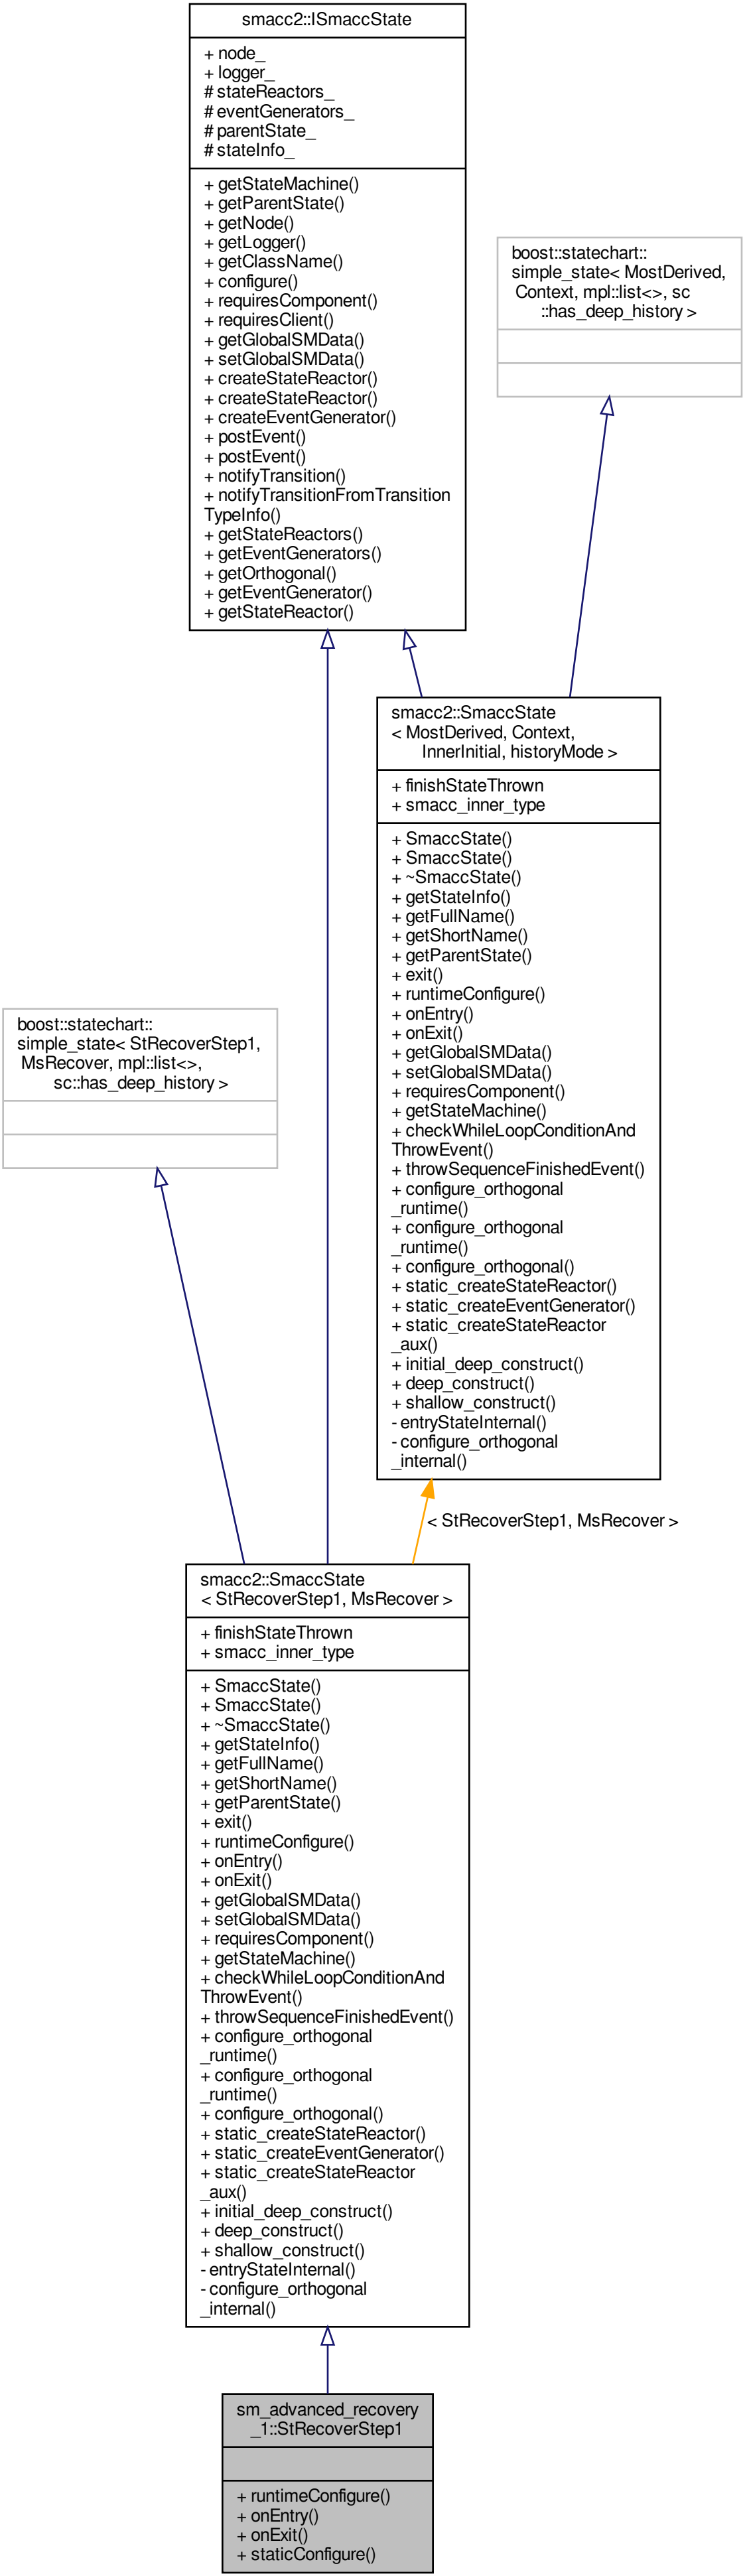 smacc2::ISmaccState
+ node_
+ logger_
# stateReactors_
# eventGenerators_
# parentState_
# stateInfo_
+ getStateMachine()
+ getParentState()
+ getNode()
+ getLogger()
+ getClassName()
+ configure()
+ requiresComponent()
+ requiresClient()
+ getGlobalSMData()
+ setGlobalSMData()
+ createStateReactor()
+ createStateReactor()
+ createEventGenerator()
+ postEvent()
+ postEvent()
+ notifyTransition()
+ notifyTransitionFromTransition
TypeInfo()
+ getStateReactors()
+ getEventGenerators()
+ getOrthogonal()
+ getEventGenerator()
+ getStateReactor()
boost::statechart::
simple_state< MostDerived,
Context, mpl::list<>, sc
::has_deep_history >
smacc2::SmaccState
< MostDerived, Context,
InnerInitial, historyMode >
+ finishStateThrown
+ smacc_inner_type
+ SmaccState()
+ SmaccState()
+ ~SmaccState()
+ getStateInfo()
+ getFullName()
+ getShortName()
+ getParentState()
+ exit()
+ runtimeConfigure()
+ onEntry()
+ onExit()
+ getGlobalSMData()
+ setGlobalSMData()
+ requiresComponent()
+ getStateMachine()
+ checkWhileLoopConditionAnd
ThrowEvent()
+ throwSequenceFinishedEvent()
+ configure_orthogonal
_runtime()
+ configure_orthogonal
_runtime()
+ configure_orthogonal()
+ static_createStateReactor()
+ static_createEventGenerator()
+ static_createStateReactor
_aux()
+ initial_deep_construct()
+ deep_construct()
+ shallow_construct()
- entryStateInternal()
- configure_orthogonal
_internal()
boost::statechart::
simple_state< StRecoverStep1,
MsRecover, mpl::list<>,
sc::has_deep_history >
< StRecoverStep1, MsRecover >
smacc2::SmaccState
< StRecoverStep1, MsRecover >
+ finishStateThrown
+ smacc_inner_type
+ SmaccState()
+ SmaccState()
+ ~SmaccState()
+ getStateInfo()
+ getFullName()
+ getShortName()
+ getParentState()
+ exit()
+ runtimeConfigure()
+ onEntry()
+ onExit()
+ getGlobalSMData()
+ setGlobalSMData()
+ requiresComponent()
+ getStateMachine()
+ checkWhileLoopConditionAnd
ThrowEvent()
+ throwSequenceFinishedEvent()
+ configure_orthogonal
_runtime()
+ configure_orthogonal
_runtime()
+ configure_orthogonal()
+ static_createStateReactor()
+ static_createEventGenerator()
+ static_createStateReactor
_aux()
+ initial_deep_construct()
+ deep_construct()
+ shallow_construct()
- entryStateInternal()
- configure_orthogonal
_internal()
sm_advanced_recovery
_1::StRecoverStep1
+ runtimeConfigure()
+ onEntry()
+ onExit()
+ staticConfigure()